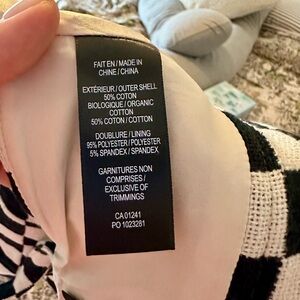 FAIT EN / MADE IN
CHINE / CHINA
EXTÉRIEUR / OUTER SHELL
50% COTON
BIOLOGIQUE / ORGANIC
COTTON
50% COTON / COTTON
DOUBLURE / LINING
95% POLYESTER / POLYESTER
5% SPANDEX / SPANDEX
GARNITURES NON
COMPRISES /
EXCLUSIVE OF
TRIMMINGS
CA 01241
PO 1023281